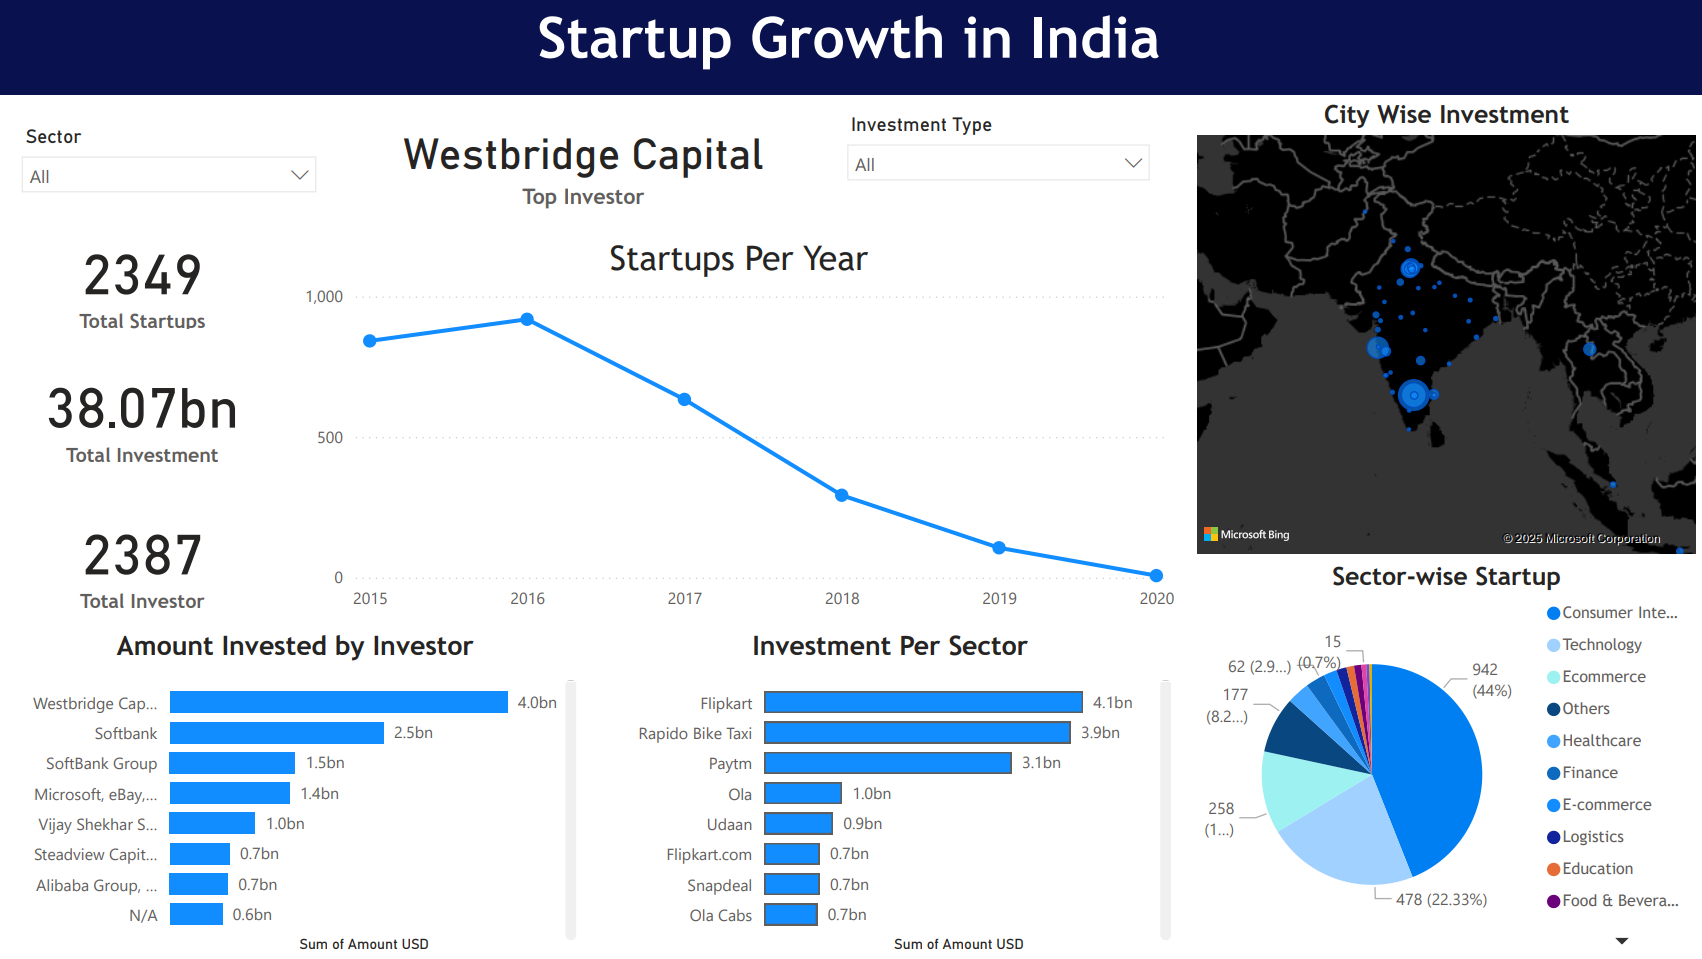 Startup Growth in India
Sector
All
Westbridge Capital
Top Investor
Investment Type
All
City Wise Investment
2349
Total Startups
38.07bn
Total Investment
2387
Total Investor
Startups Per Year
1,000
500
0
2015 2016 2017 2018 2019 2020
Microsoft Bing
© 2025 Microsoft Corporation
Amount Invested by Investor
Westbridge Cap... 4.0bn
Softbank 2.5bn
SoftBank Group 1.5bn
Microsoft, eBay,... 1.4bn
Vijay Shekhar S... 1.0bn
Steadview Capit... 0.7bn
Alibaba Group, ... 0.7bn
N/A 0.6bn
Sum of Amount USD
Investment Per Sector
Flipkart 4.1bn
Rapido Bike Taxi 3.9bn
Paytm 3.1bn
Ola 1.0bn
Udaan 0.9bn
Flipkart.com 0.7bn
Snapdeal 0.7bn
Ola Cabs 0.7bn
Sum of Amount USD
Sector-wise Startup
15
(0.7%)
62 (2.9...)
177
(8.2...)
258
(1...)
942
(44%)
478 (22.33%)
Consumer Inte...
Technology
Ecommerce
Others
Healthcare
Finance
E-commerce
Logistics
Education
Food & Bevera...